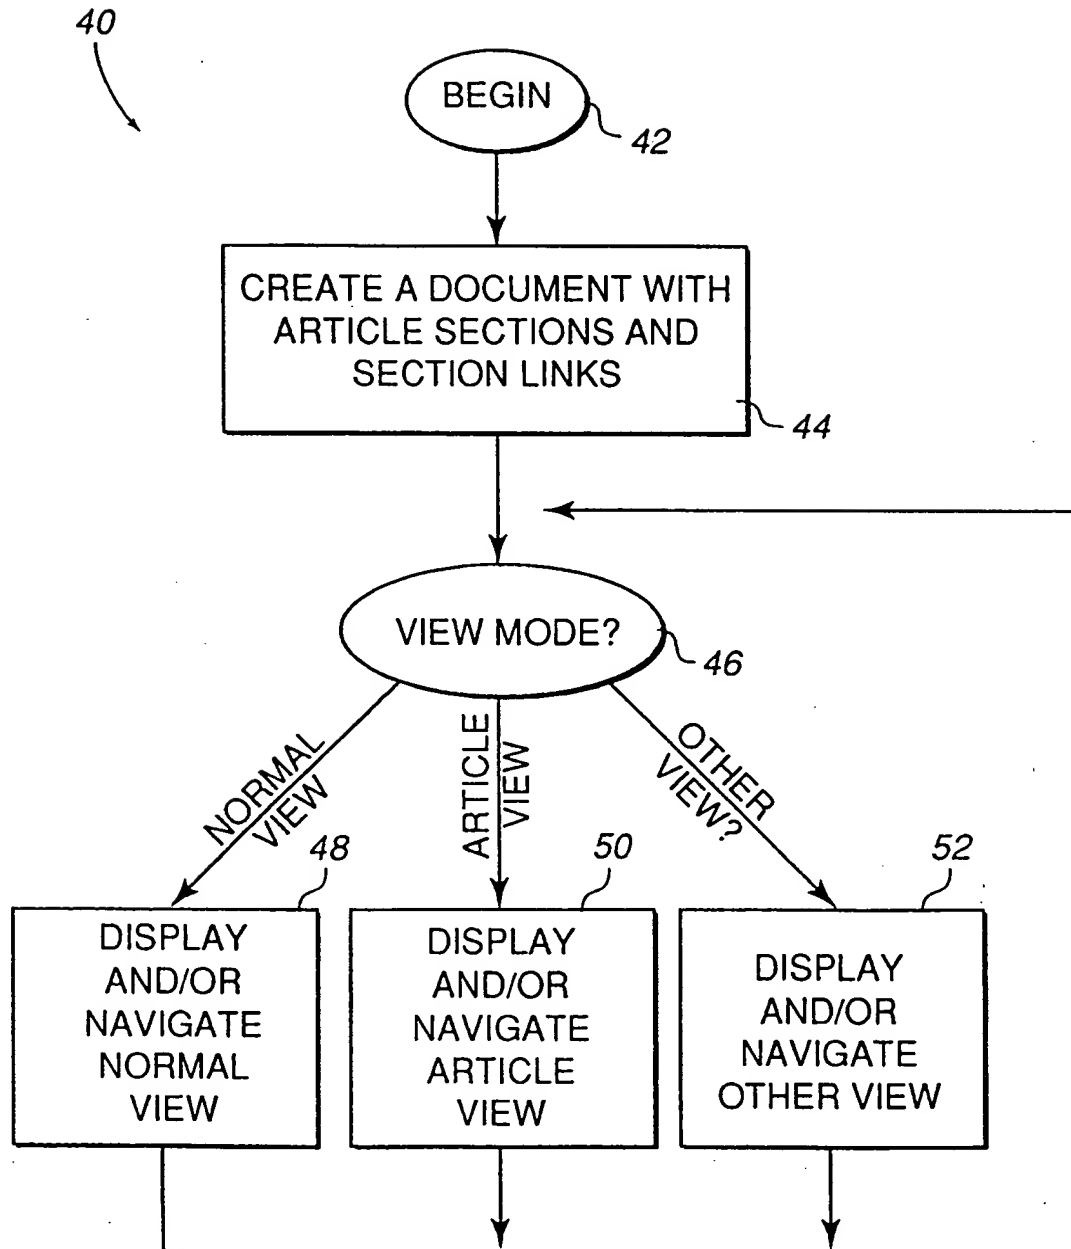 40
BEGIN
42
CREATE A DOCUMENT WITH
ARTICLE SECTIONS AND
SECTION LINKS
44
VIEW MODE?
46
NORMAL
VIEW
ARTICLE
VIEW
OTHER
VIEW?
48
DISPLAY
AND/OR
NAVIGATE
NORMAL
VIEW
50
DISPLAY
AND/OR
NAVIGATE
ARTICLE
VIEW
52
DISPLAY
AND/OR
NAVIGATE
OTHER VIEW